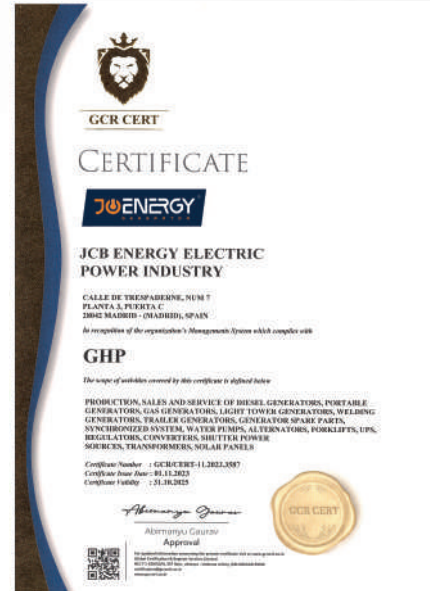 GCR CERT
CERTIFICATE
JCBENERGY
GENERATOR
JCB ENERGY ELECTRIC
POWER INDUSTRY
CALLE DE TRESPADERNE, NUM 7
PLANTA 3, PUERTA C
28042 MADRID - (MADRID), SPAIN
In recognition of the organization's Managements System which complies with
GHP
The scope of activities covered by this certificate is defined below
PRODUCTION, SALES AND SERVICE OF DIESEL GENERATORS, PORTABLE
GENERATORS, GAS GENERATORS, LIGHT TOWER GENERATORS, WELDING
GENERATORS, TRAILER GENERATORS, GENERATOR SPARE PARTS,
SYNCHRONIZED SYSTEM, WATER PUMPS, ALTERNATORS, FORKLIFTS, UPS,
REGULATORS, CONVERTERS, SHUTTER POWER
SOURCES, TRANSFORMERS, SOLAR PANELS
Certificate Number : GCR/CERT-11.2023.3587
Certificate Issue Date : 01.11.2023
Certificate Validity : 31.10.2025
Abimanyu Gaurav
Abimanyu Gaurav
Approval
GCR CERT